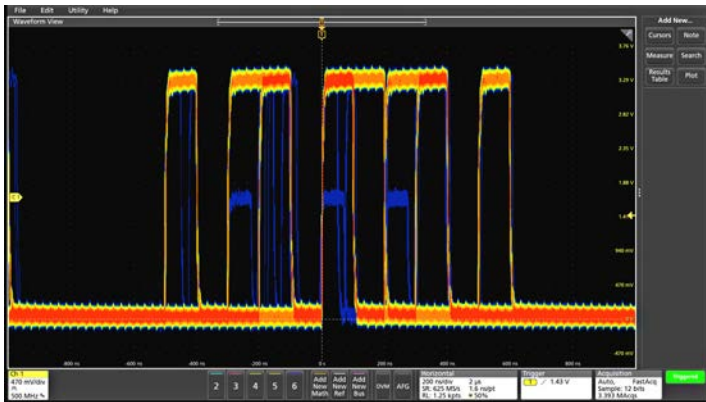 File Edit Utility Help
Waveform View
Add New...
Cursors Note
Measure Search
Results Table Plot
3.76 V
3.29 V
2.82 V
2.35 V
1.88 V
1.41
940 mV
470 mV
-470 mV
C1
-800 ns -600 ns -400 ns -200 ns 0 s 200 ns 400 ns 600 ns 800 ns
Ch 1
470 mV/div
500 MHz
2 3 4 5 6
Add New Math
Add New Ref
Add New Bus
DVM AFG
Horizontal
200 ns/div 2 µs
SR: 625 MS/s 1.6 ns/pt
RL: 1.25 kpts 50%
Trigger
1 1.43 V
Acquisition
Auto, FastAcq
Sample: 12 bits
3.393 MAcqs
Triggered